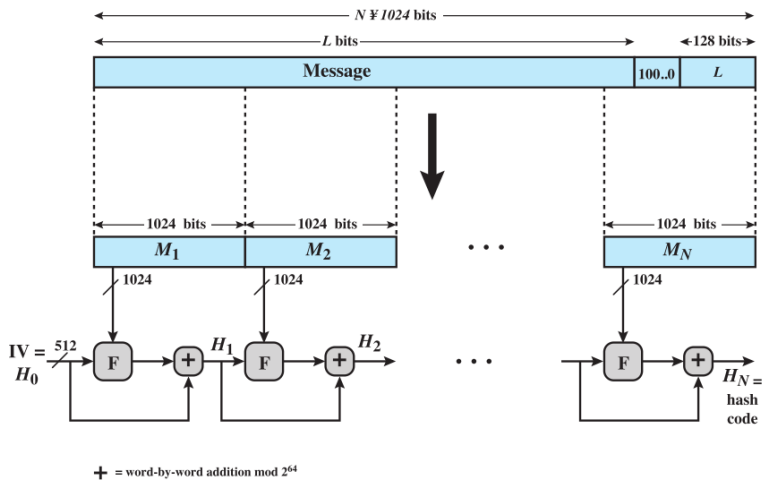 N ¥ 1024 bits
L bits
128 bits
Message
100..0
L
1024 bits
1024 bits
1024 bits
M1
M2
. . .
MN
1024
1024
1024
IV =
H0
512
F
+
H1
F
+
H2
. . .
F
+
HN =
hash
code
+ = word-by-word addition mod 2^64